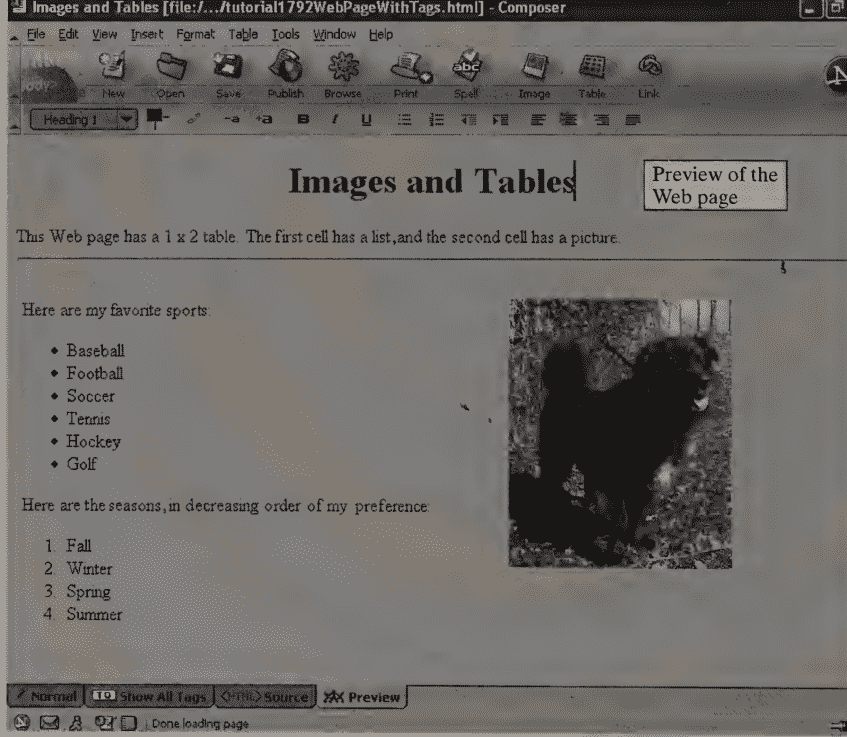 Images and Tables [file:/.../tutorial1792WebPageWithTags.html] - Composer
File Edit View Insert Format Table Tools Window Help
New Open Save Publish Browse Print Spell Image Table Link
Heading 1 -a +a B I U
Images and Tables
Preview of the
Web page
This Web page has a 1 x 2 table. The first cell has a list, and the second cell has a picture.
Here are my favorite sports:
• Baseball
• Football
• Soccer
• Tennis
• Hockey
• Golf
Here are the seasons, in decreasing order of my preference:
1. Fall
2. Winter
3. Spring
4. Summer
Normal TD Show All Tags <HTML> Source Preview
Done loading page